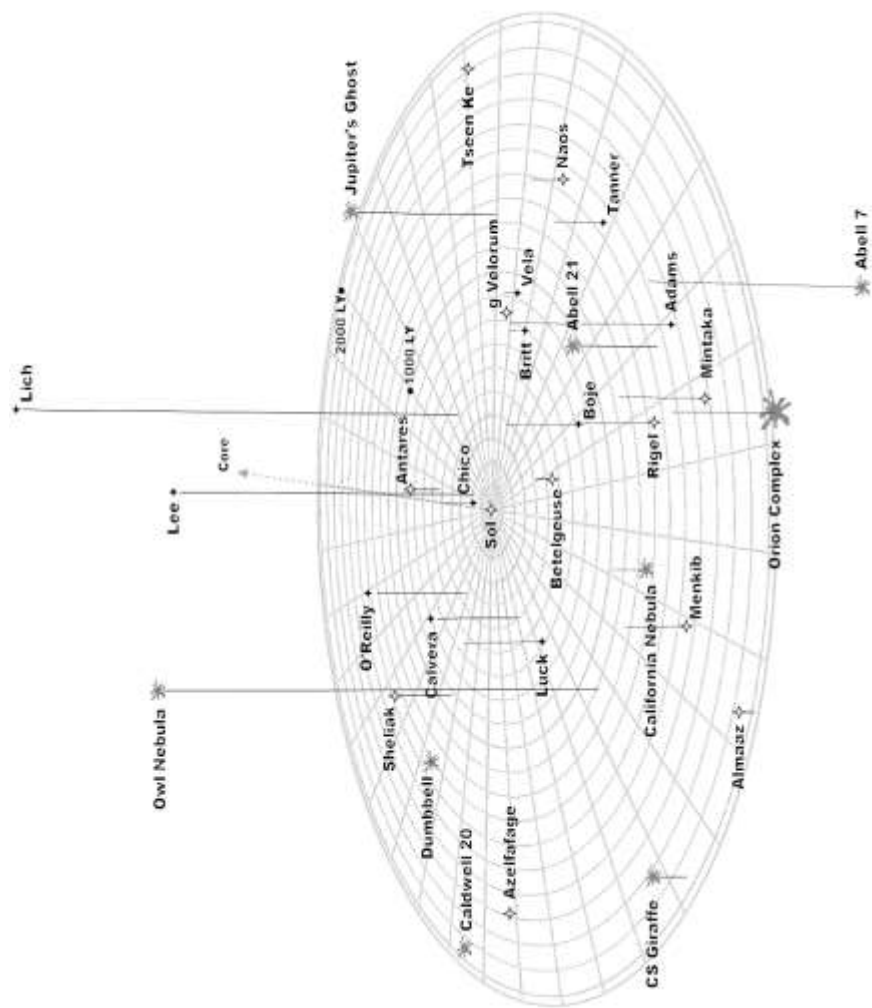 Lich
Core
Lee
Jupiter's Ghost
2000 LY
1000 LY
Antares
Chico
Sol
Tseen Ke
g Velorum
Vela
Naos
Tanner
Britt
Abell 21
Adams
Abell 7
Boje
Mintaka
Rigel
Betelgeuse
Orion Complex
O'Reilly
Calvera
Luck
California Nebula
Menkib
Owl Nebula
Sheliak
Dumbbell
Almaaz
Caldwell 20
Azelfafage
CS Giraffe